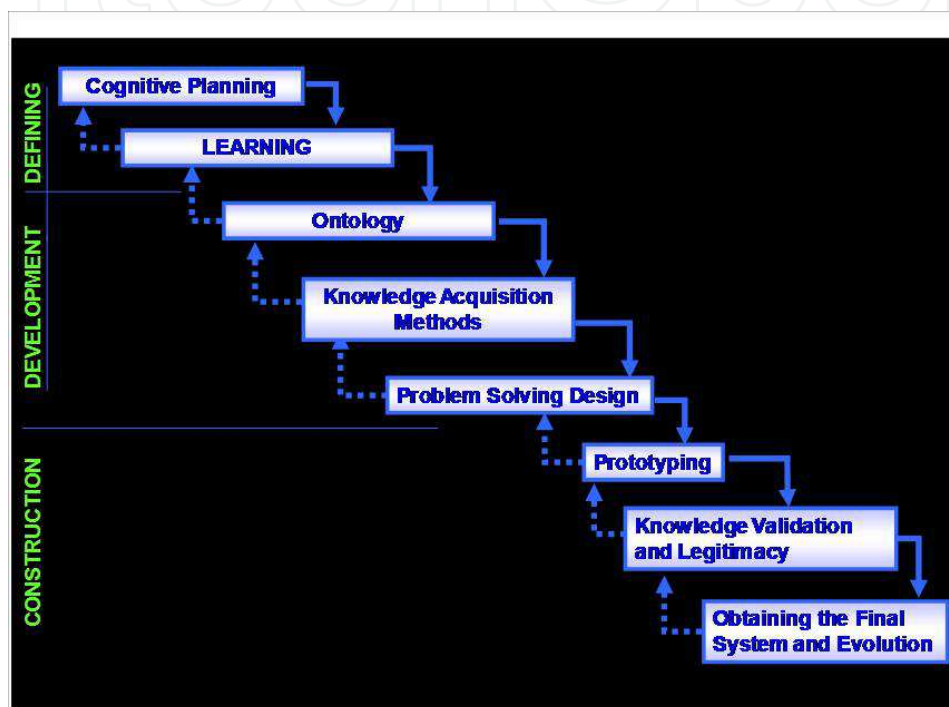 DEFINING
Cognitive Planning
LEARNING
DEVELOPMENT
Ontology
Knowledge Acquisition
Methods
Problem Solving Design
CONSTRUCTION
Prototyping
Knowledge Validation
and Legitimacy
Obtaining the Final
System and Evolution